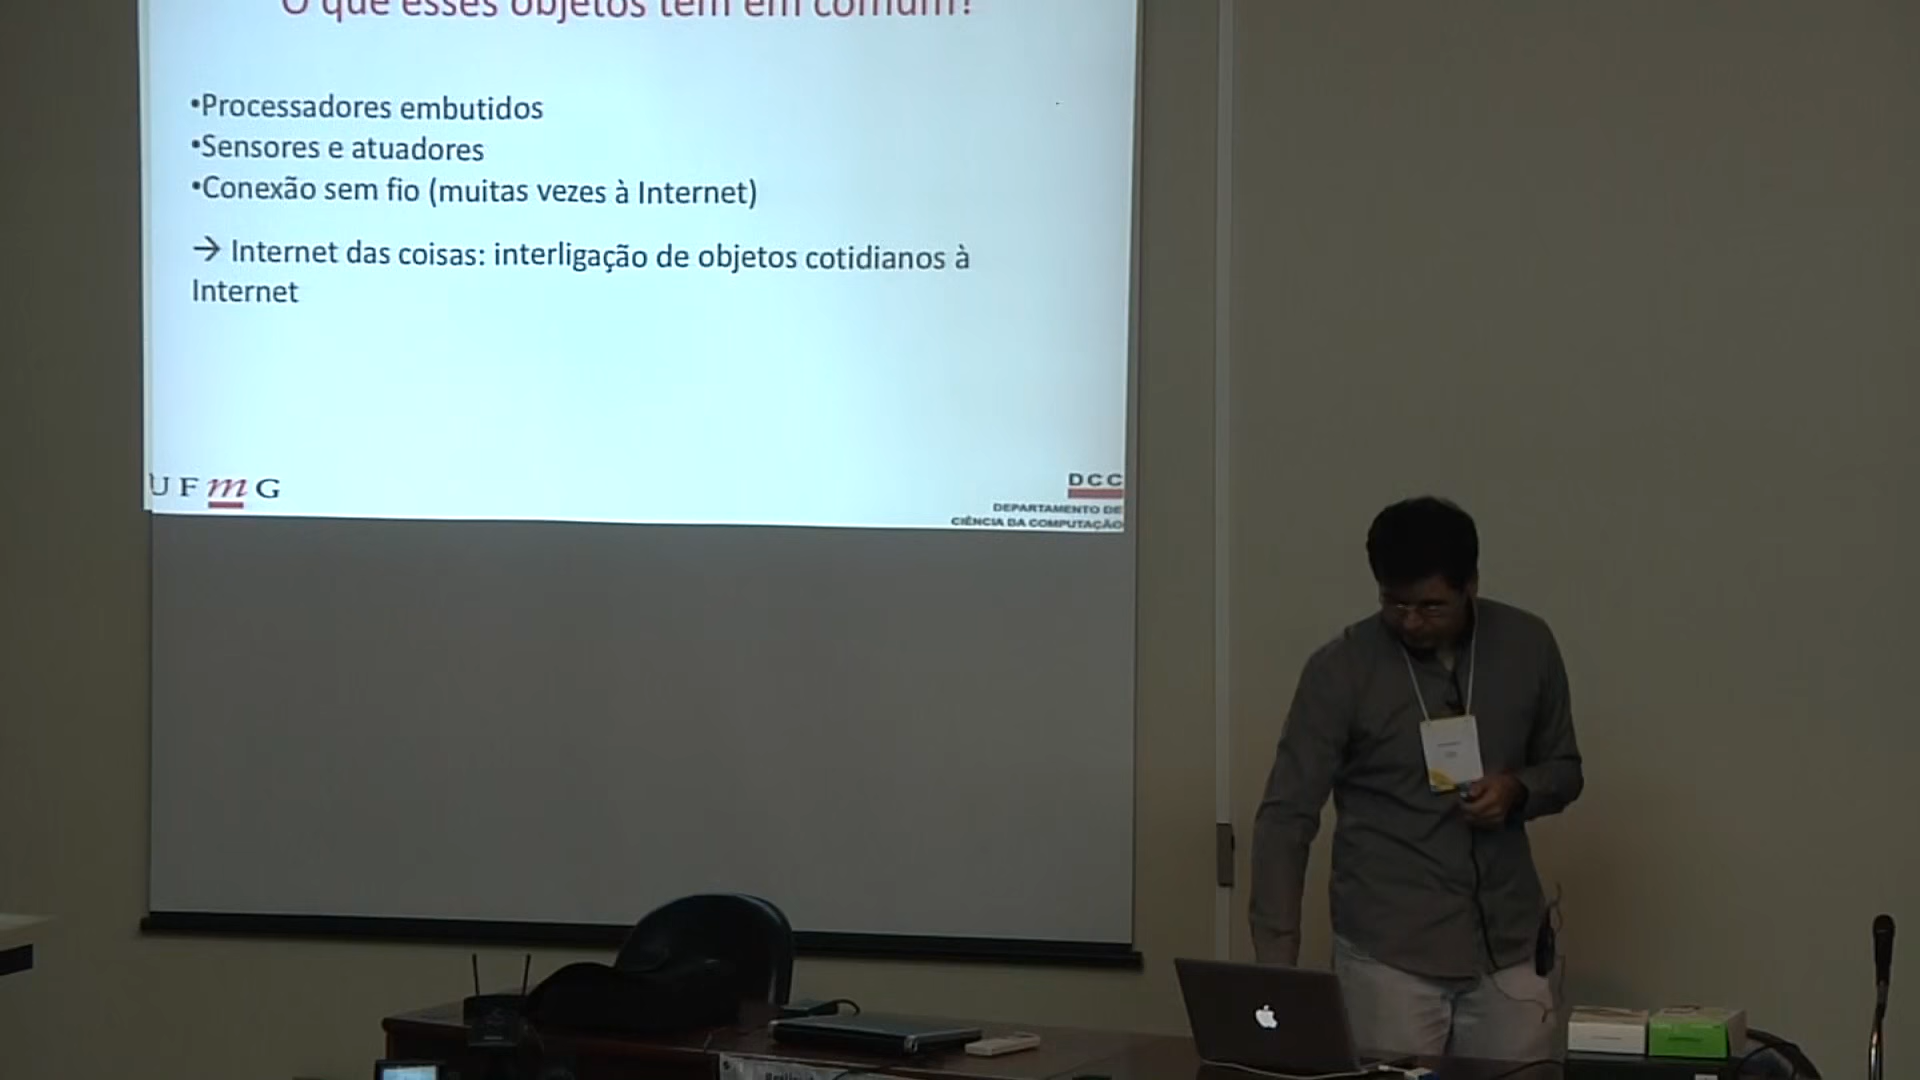 O que esses objetos têm em comum?
•Processadores embutidos
•Sensores e atuadores
•Conexão sem fio (muitas vezes à Internet)
→ Internet das coisas: interligação de objetos cotidianos à
Internet
UFmG
DCC
DEPARTAMENTO DE
CIÊNCIA DA COMPUTAÇÃO